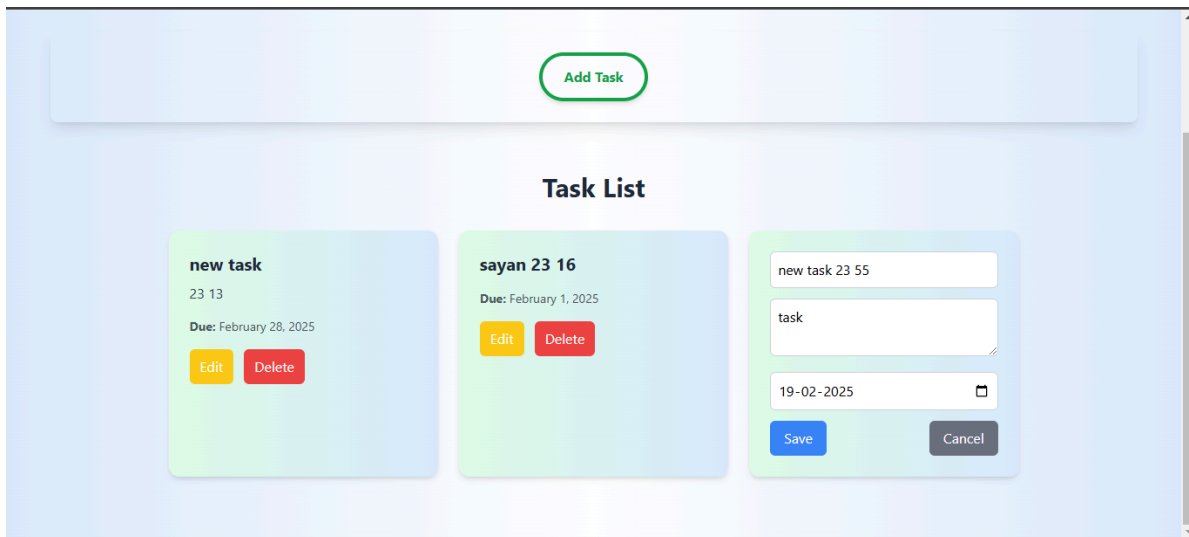 Add Task
Task List
new task
23 13
Due: February 28, 2025
Edit Delete
sayan 23 16
Due: February 1, 2025
Edit Delete
new task 23 55
task
19-02-2025
Save Cancel